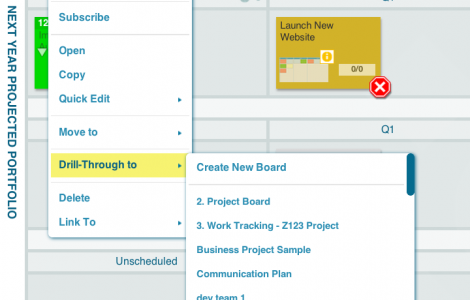 NEXT YEAR PROJECTED PORTFOLIO
12
Subscribe
Open
Copy
Quick Edit
Move to
Drill-Through to
Delete
Link To
Launch New
Website
0/0
Q1
Create New Board
2. Project Board
3. Work Tracking - Z123 Project
Business Project Sample
Communication Plan
dev team 1
Unscheduled